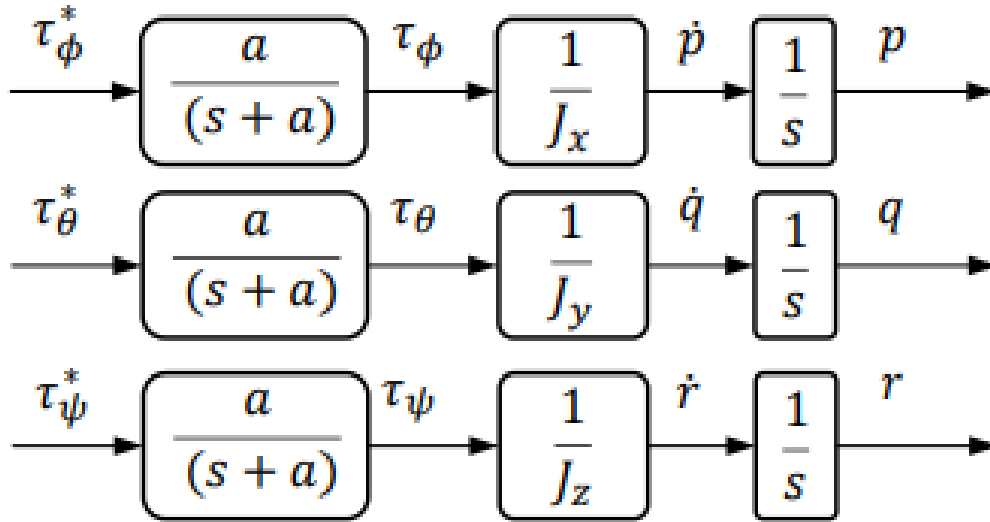 τ*_ϕ a/(s + a) τ_ϕ 1/J_x ṗ 1/s p
τ*_θ a/(s + a) τ_θ 1/J_y q̇ 1/s q
τ*_ψ a/(s + a) τ_ψ 1/J_z ṙ 1/s r